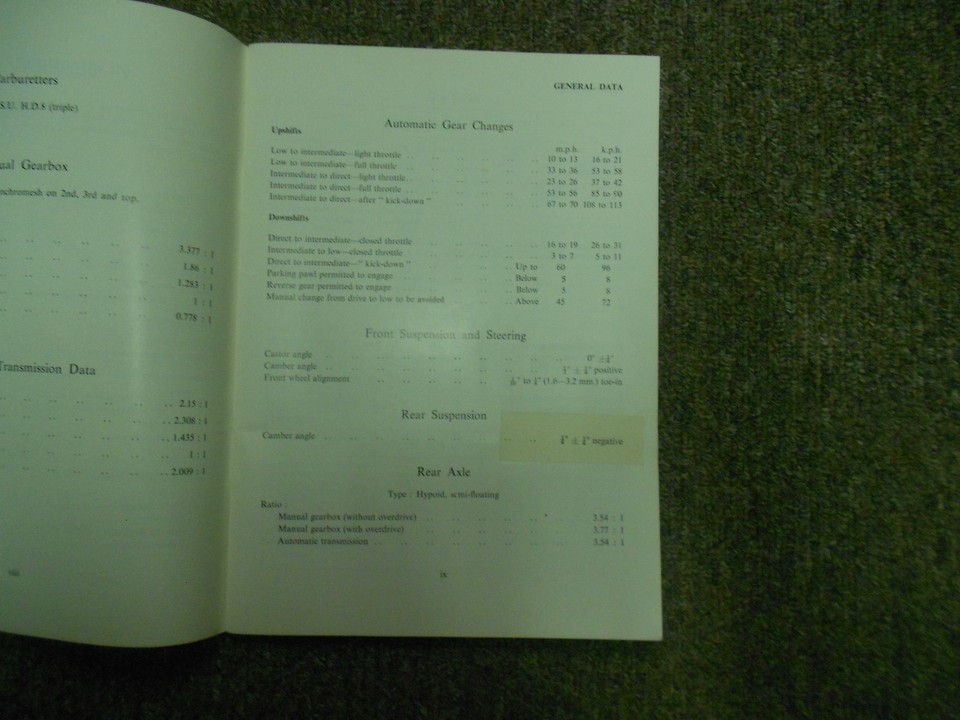 arburetters
S.U. H.D.8 (triple)
ual Gearbox
nchromesh on 2nd, 3rd and top.
3.377 : 1
1.86 : 1
1.283 : 1
1 : 1
0.778 : 1
Transmission Data
2.15 : 1
2.308 : 1
1.435 : 1
1 : 1
2.009 : 1
viii
GENERAL DATA
Automatic Gear Changes
Upshifts
m.p.h. k.p.h.
Low to intermediate—light throttle 10 to 13 16 to 21
Low to intermediate—full throttle 33 to 36 53 to 58
Intermediate to direct—light throttle 23 to 26 37 to 42
Intermediate to direct—full throttle 53 to 56 85 to 90
Intermediate to direct—after "kick-down" 67 to 70 108 to 113
Downshifts
Direct to intermediate—closed throttle 16 to 19 26 to 31
Intermediate to low—closed throttle 3 to 7 5 to 11
Direct to intermediate—"kick-down" Up to 60 96
Parking pawl permitted to engage Below 5 8
Reverse gear permitted to engage Below 5 8
Manual change from drive to low to be avoided Above 45 72
Front Suspension and Steering
Castor angle 0°
Camber angle positive
Front wheel alignment (1.6—3.2 mm.) toe-in
Rear Suspension
Camber angle negative
Rear Axle
Type : Hypoid, semi-floating
Ratio :
Manual gearbox (without overdrive) 3.54 : 1
Manual gearbox (with overdrive) 3.77 : 1
Automatic transmission 3.54 : 1
ix